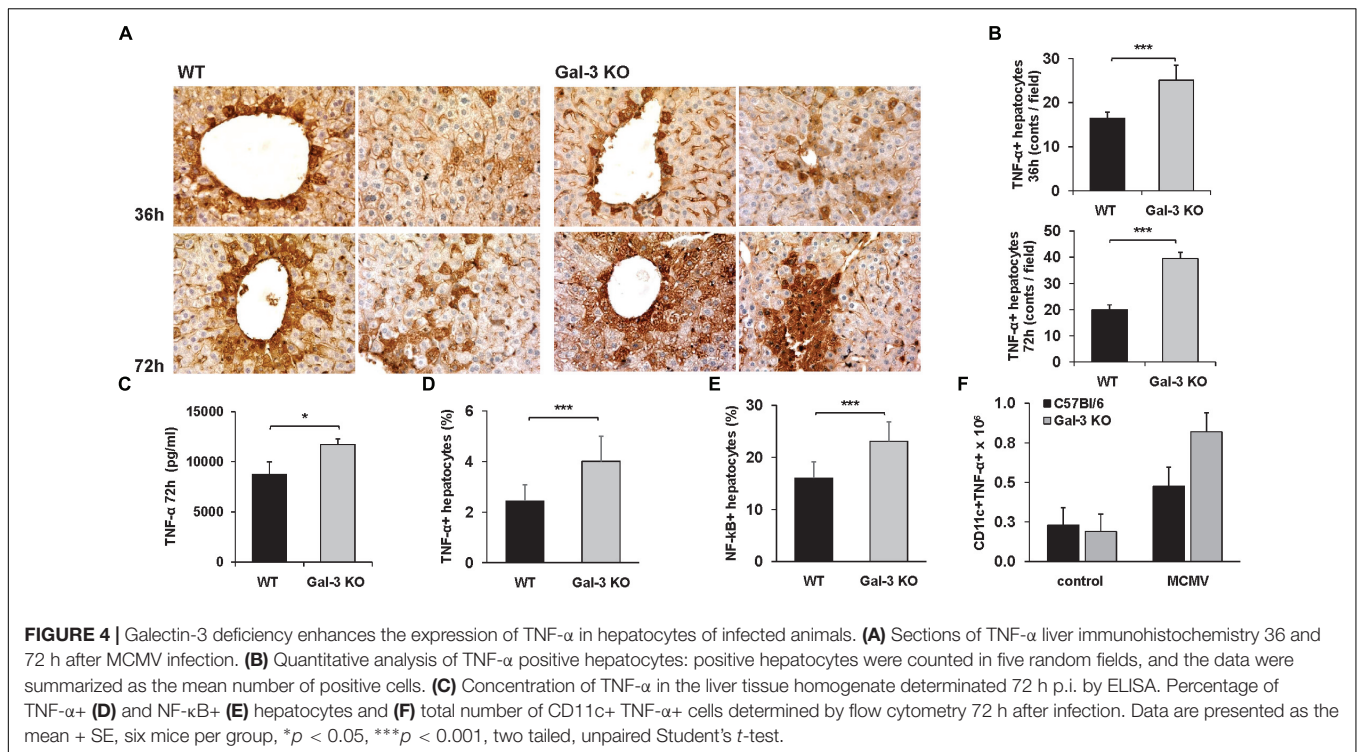 A
WT
Gal-3 KO
36h
72h
B
TNF-α+ hepatocytes
36h (conts / field)
30
20
10
0
***
WT Gal-3 KO
TNF-α+ hepatocytes
72h (conts / field)
50
40
30
20
10
0
***
WT Gal-3 KO
C
TNF-α 72h (pg/ml)
15000
10000
5000
0
*
WT Gal-3 KO
D
TNF-α+ hepatocytes (%)
6
4
2
0
***
WT Gal-3 KO
E
NF-kB+ hepatocytes (%)
30
20
10
0
***
WT Gal-3 KO
F
CD11c+TNF-α+ x 10⁶
1.0
0.8
0.5
0.3
0.0
C57Bl/6
Gal-3 KO
control MCMV
FIGURE 4 | Galectin-3 deficiency enhances the expression of TNF-α in hepatocytes of infected animals. (A) Sections of TNF-α liver immunohistochemistry 36 and
72 h after MCMV infection. (B) Quantitative analysis of TNF-α positive hepatocytes: positive hepatocytes were counted in five random fields, and the data were
summarized as the mean number of positive cells. (C) Concentration of TNF-α in the liver tissue homogenate determinated 72 h p.i. by ELISA. Percentage of
TNF-α+ (D) and NF-κB+ (E) hepatocytes and (F) total number of CD11c+ TNF-α+ cells determined by flow cytometry 72 h after infection. Data are presented as the
mean + SE, six mice per group, *p < 0.05, ***p < 0.001, two tailed, unpaired Student's t-test.